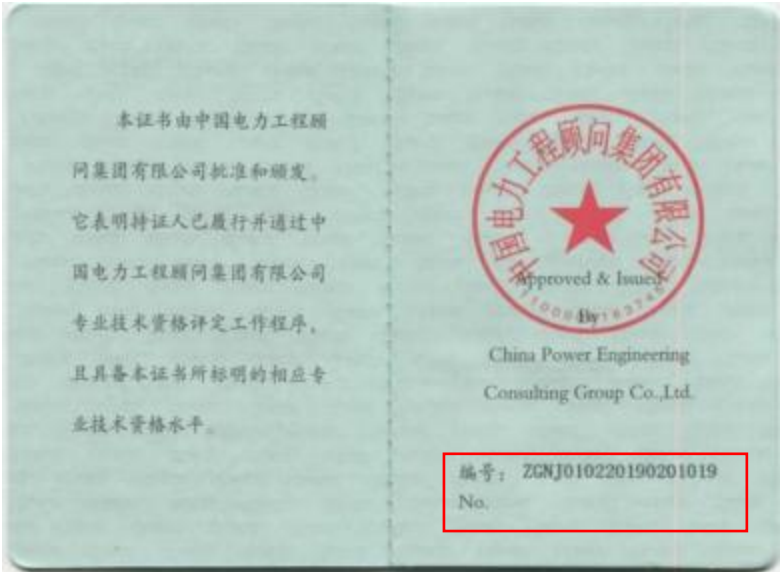 本证书由中国电力工程顾
问集团有限公司批准和颁发。
它表明持证人已履行并通过中
国电力工程顾问集团有限公司
专业技术资格评定工作程序，
且具备本证书所标明的相应专
业技术资格水平。
中国电力工程顾问集团有限公司
Approved & Issued
By
China Power Engineering
Consulting Group Co.,Ltd.
编号： ZGNJ010220190201019
No.